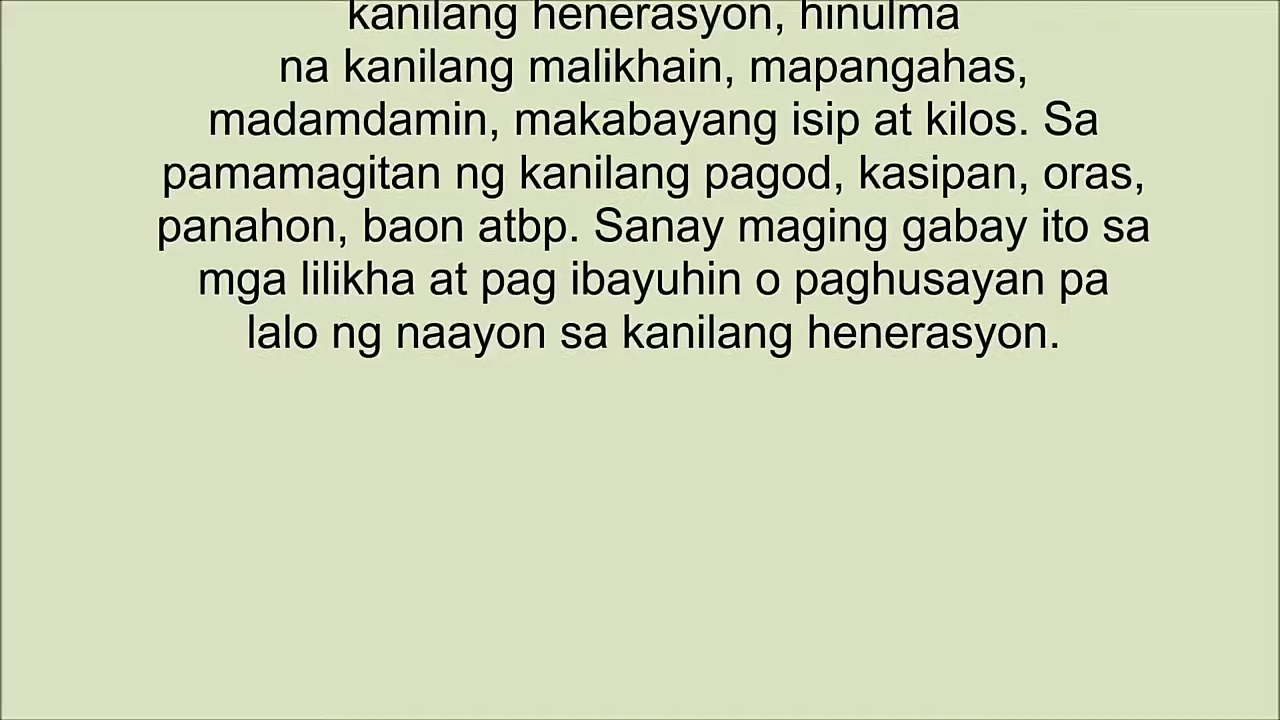 kanilang henerasyon, hinulma
na kanilang malikhain, mapangahas,
madamdamin, makabayang isip at kilos. Sa
pamamagitan ng kanilang pagod, kasipan, oras,
panahon, baon atbp. Sanay maging gabay ito sa
mga lilikha at pag ibayuhin o paghusayan pa
lalo ng naayon sa kanilang henerasyon.